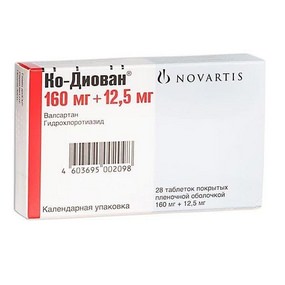 Ко-Диован®
160 мг + 12,5 мг
Валсартан
Гидрохлоротиазид
NOVARTIS
4 603695 002098
Календарная упаковка
28 таблеток покрытых
пленочной оболочкой
160 мг + 12,5 мг